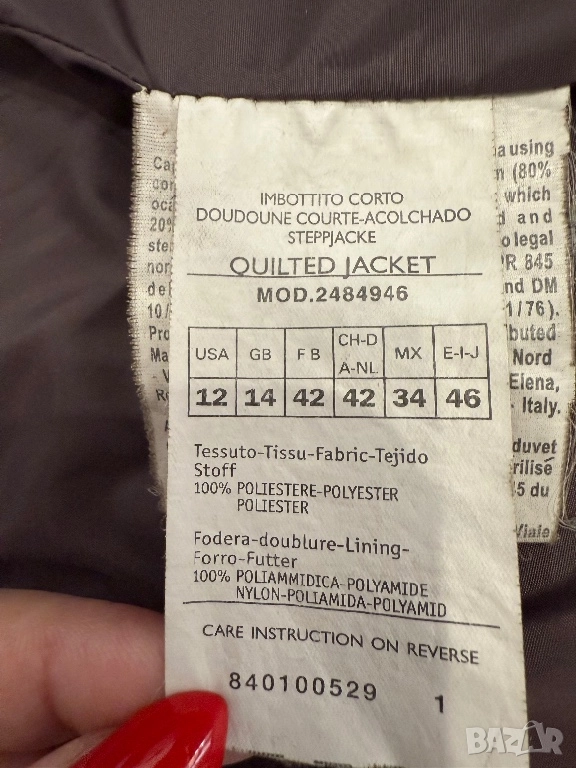 IMBOTTITO CORTO
DOUDOUNE COURTE-ACOLCHADO
STEPPJACKE
QUILTED JACKET
MOD.2484946
USA GB F B CH-D A-NL MX E-I-J
12 14 42 42 34 46
Tessuto-Tissu-Fabric-Tejido
Stoff
100% POLIESTERE-POLYESTER
POLIESTER
Fodera-doublure-Lining-
Forro-Futter
100% POLIAMMIDICA-POLYAMIDE
NYLON-POLIAMIDA-POLYAMID
CARE INSTRUCTION ON REVERSE
840100529 1
using
(80%
which
and
legal
845
DM
1/76).
Nord
Elena,
- Italy.
duvet
5 du
Viale
20%
10/
BAZAR